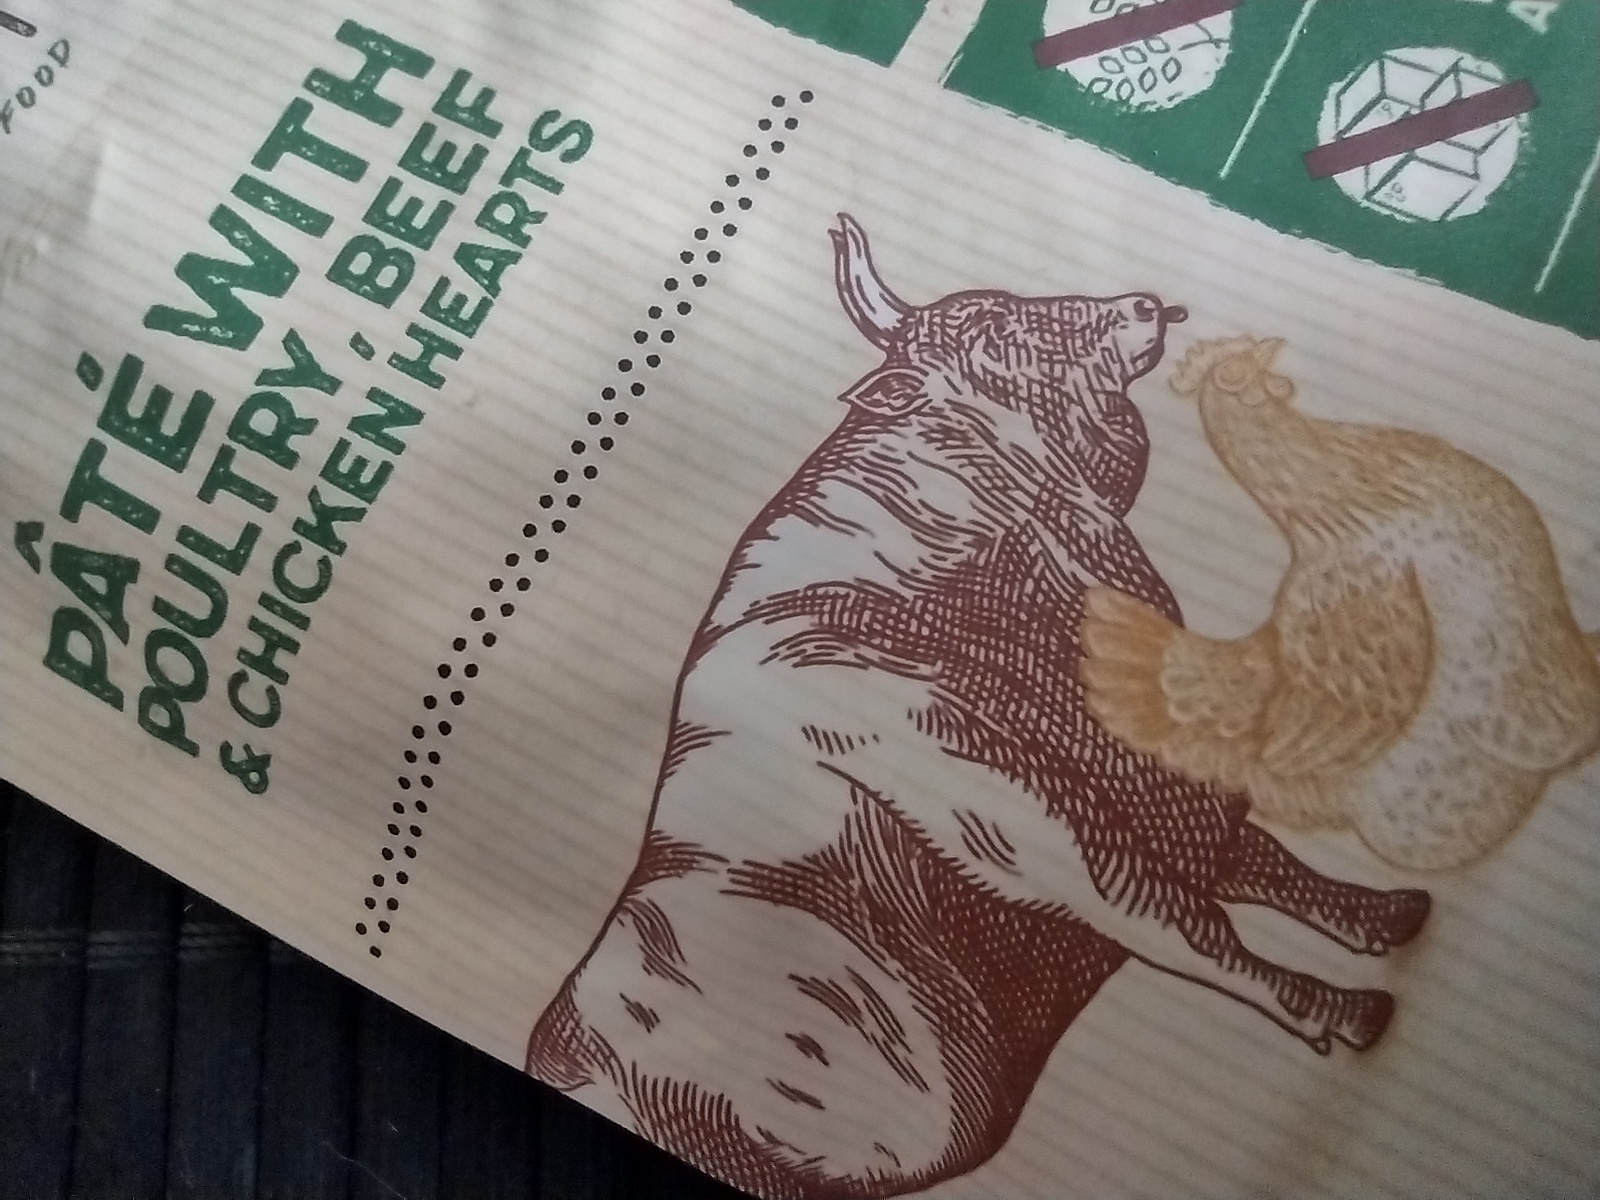 FOOD
PÂTÉ WITH
POULTRY, BEEF
& CHICKEN HEARTS